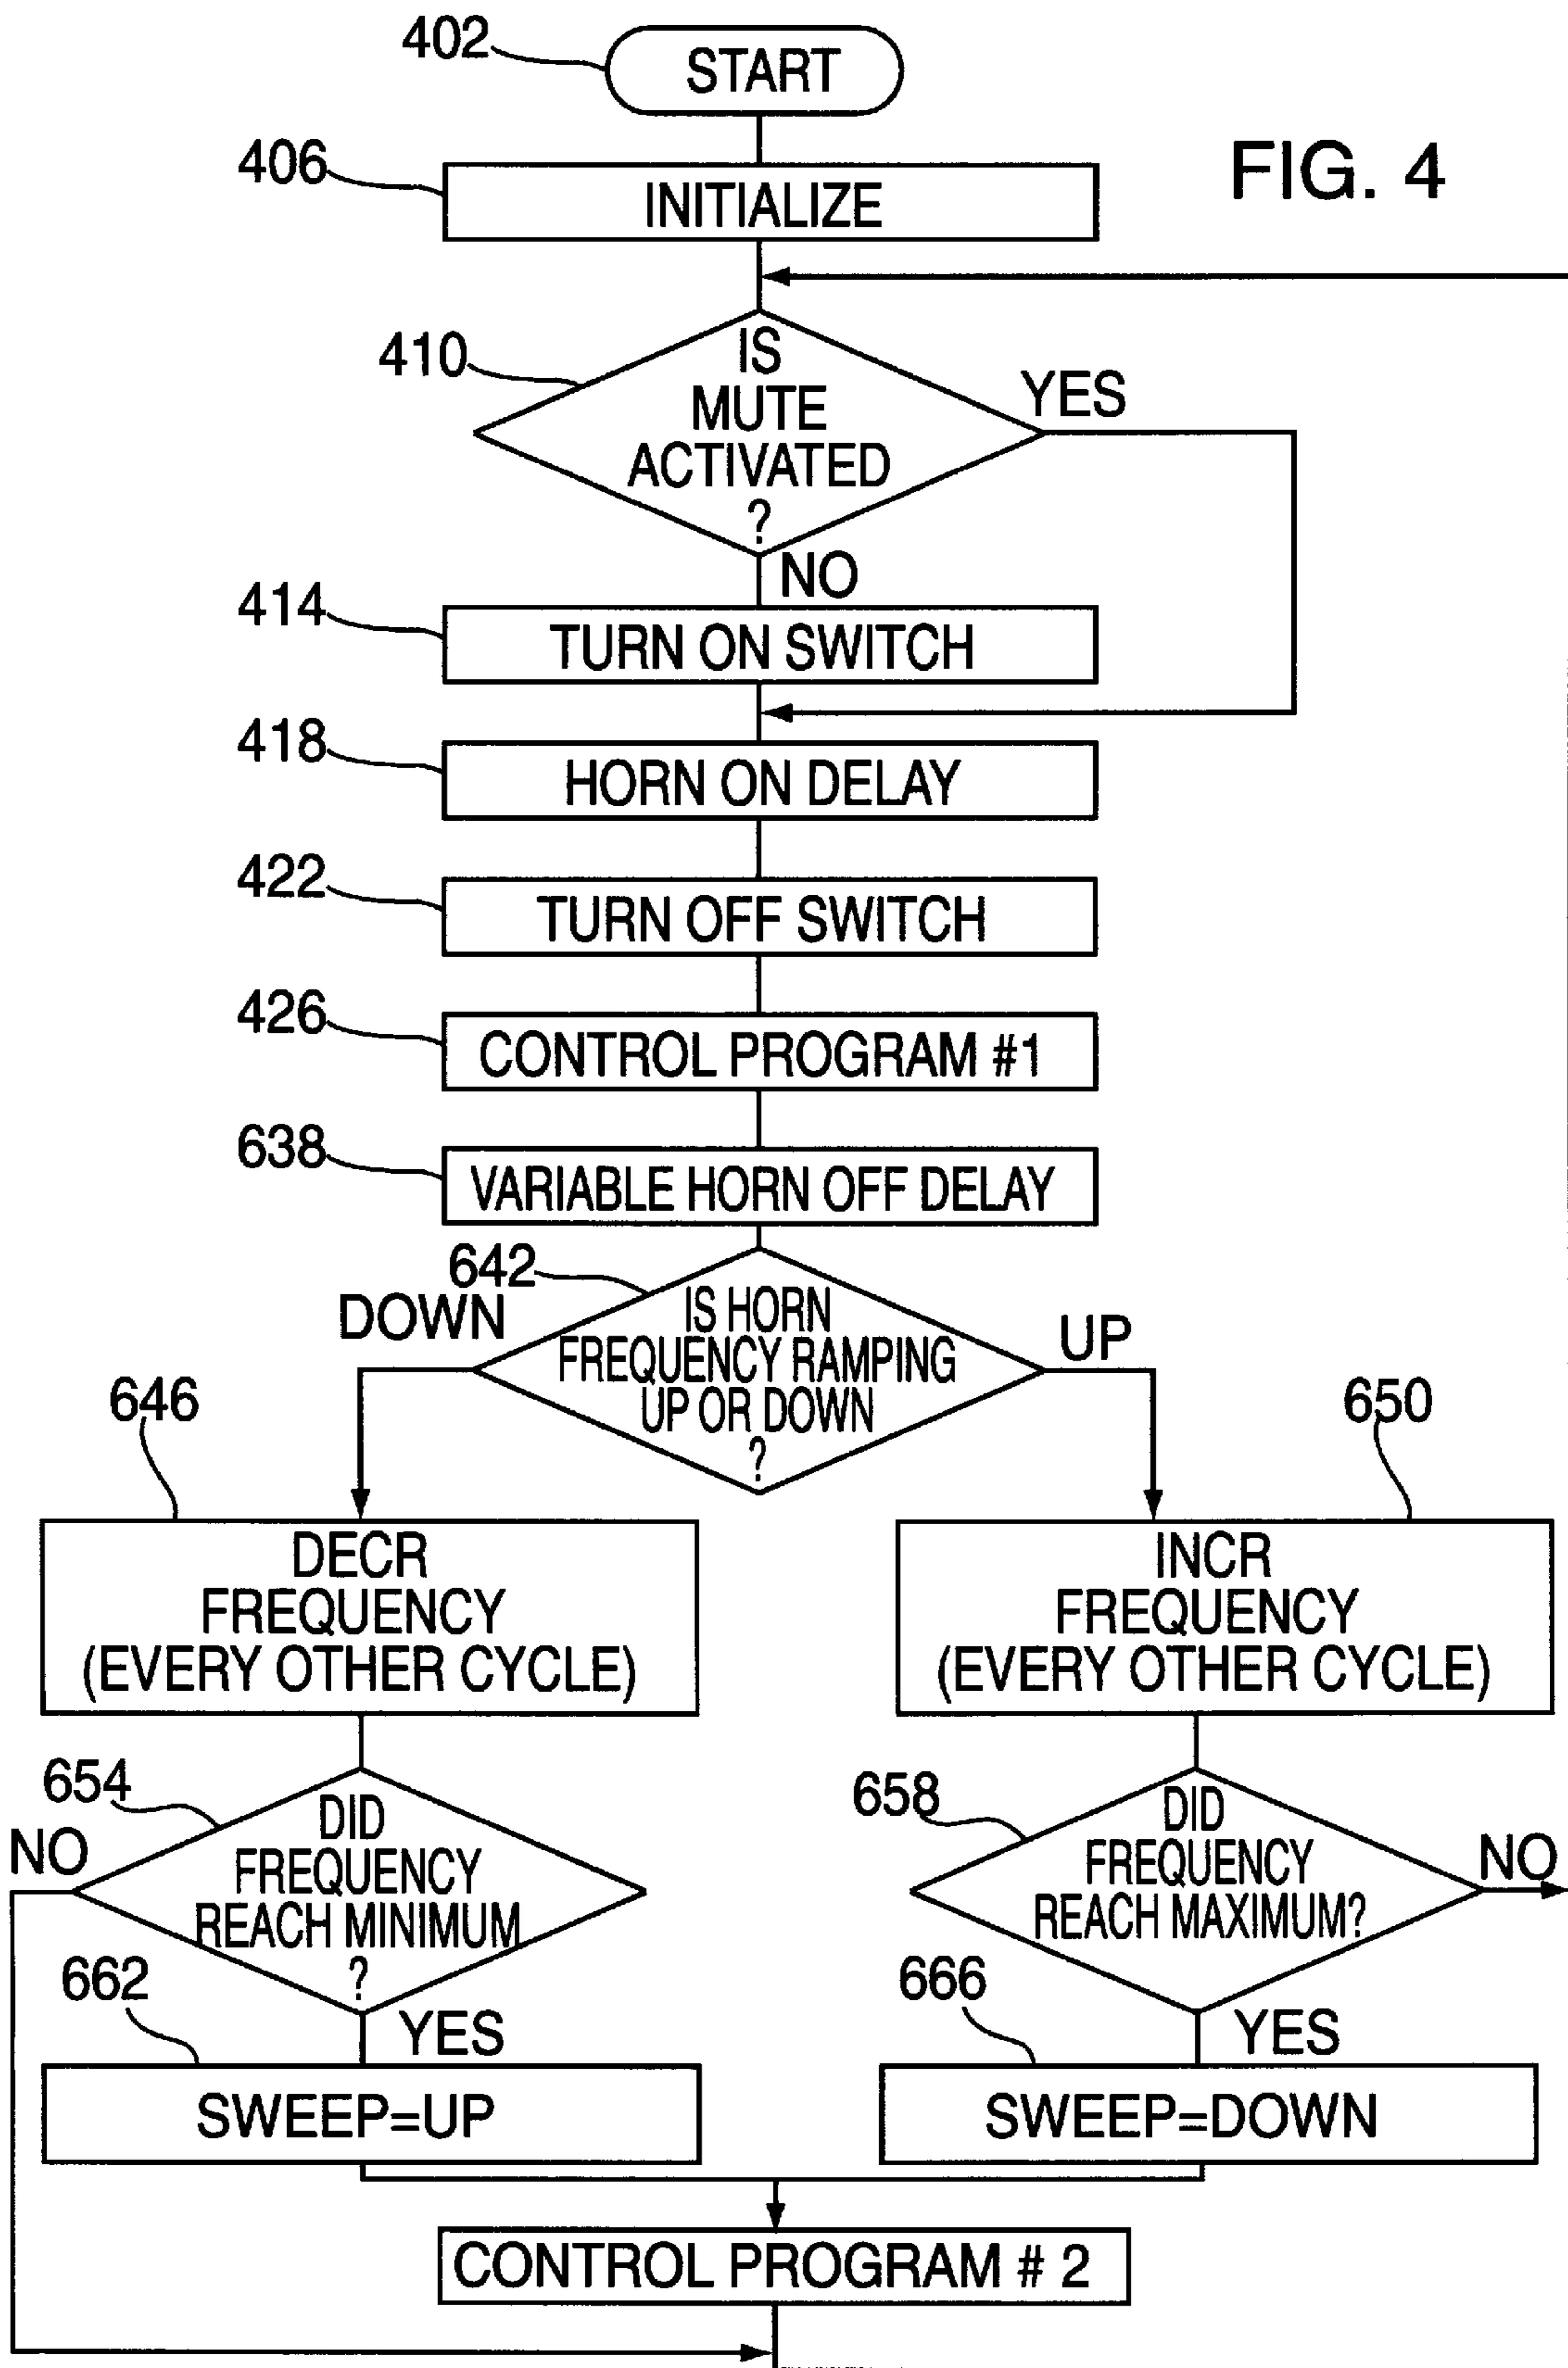 402
START
FIG. 4
406
INITIALIZE
410
IS
MUTE
ACTIVATED
?
YES
NO
414
TURN ON SWITCH
418
HORN ON DELAY
422
TURN OFF SWITCH
426
CONTROL PROGRAM #1
638
VARIABLE HORN OFF DELAY
642
DOWN
IS HORN
FREQUENCY RAMPING
UP OR DOWN
?
UP
646
650
DECR
FREQUENCY
(EVERY OTHER CYCLE)
INCR
FREQUENCY
(EVERY OTHER CYCLE)
654
NO
DID
FREQUENCY
REACH MINIMUM
?
658
DID
FREQUENCY
REACH MAXIMUM?
NO
662
YES
666
YES
SWEEP=UP
SWEEP=DOWN
CONTROL PROGRAM # 2